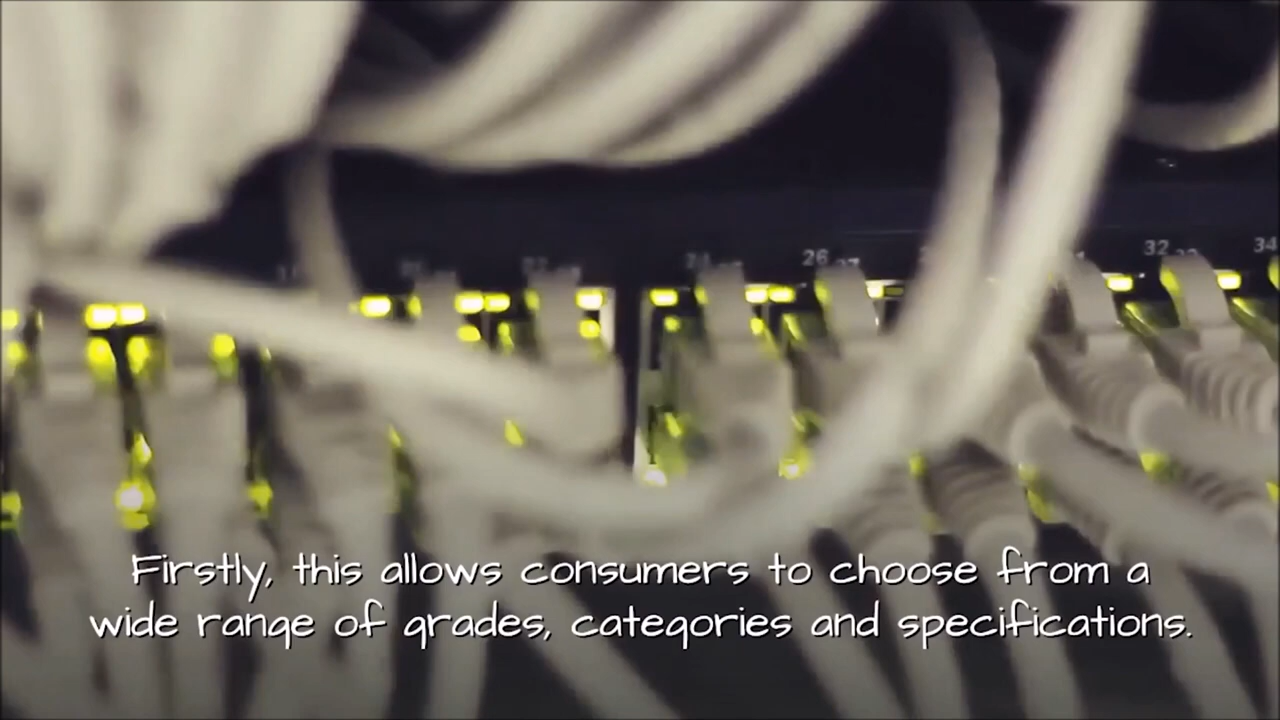 26
32
34
Firstly, this allows consumers to choose from a
wide range of grades, categories and specifications.